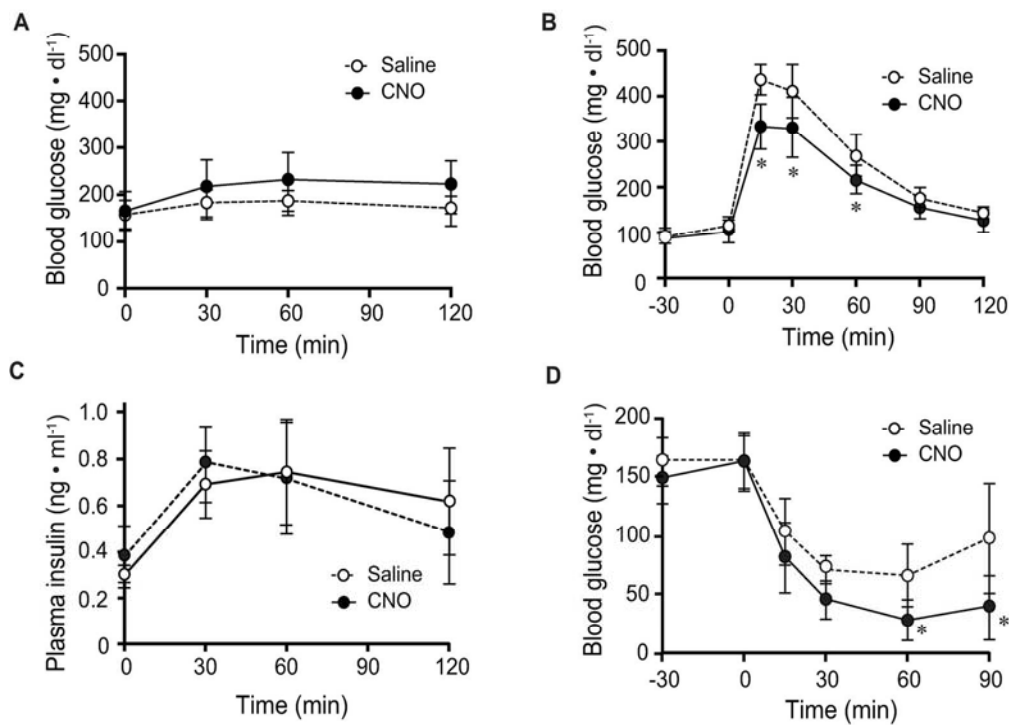 A
Blood glucose (mg • dl⁻¹)
500
400
300
200
100
0
Saline
CNO
0 30 60 90 120
Time (min)
B
Blood glucose (mg • dl⁻¹)
500
400
300
200
100
0
Saline
CNO
* * *
-30 0 30 60 90 120
Time (min)
C
Plasma insulin (ng • ml⁻¹)
1.0
0.8
0.6
0.4
0.2
0
Saline
CNO
0 30 60 90 120
Time (min)
D
Blood glucose (mg • dl⁻¹)
200
150
100
50
0
Saline
CNO
* *
-30 0 30 60 90
Time (min)